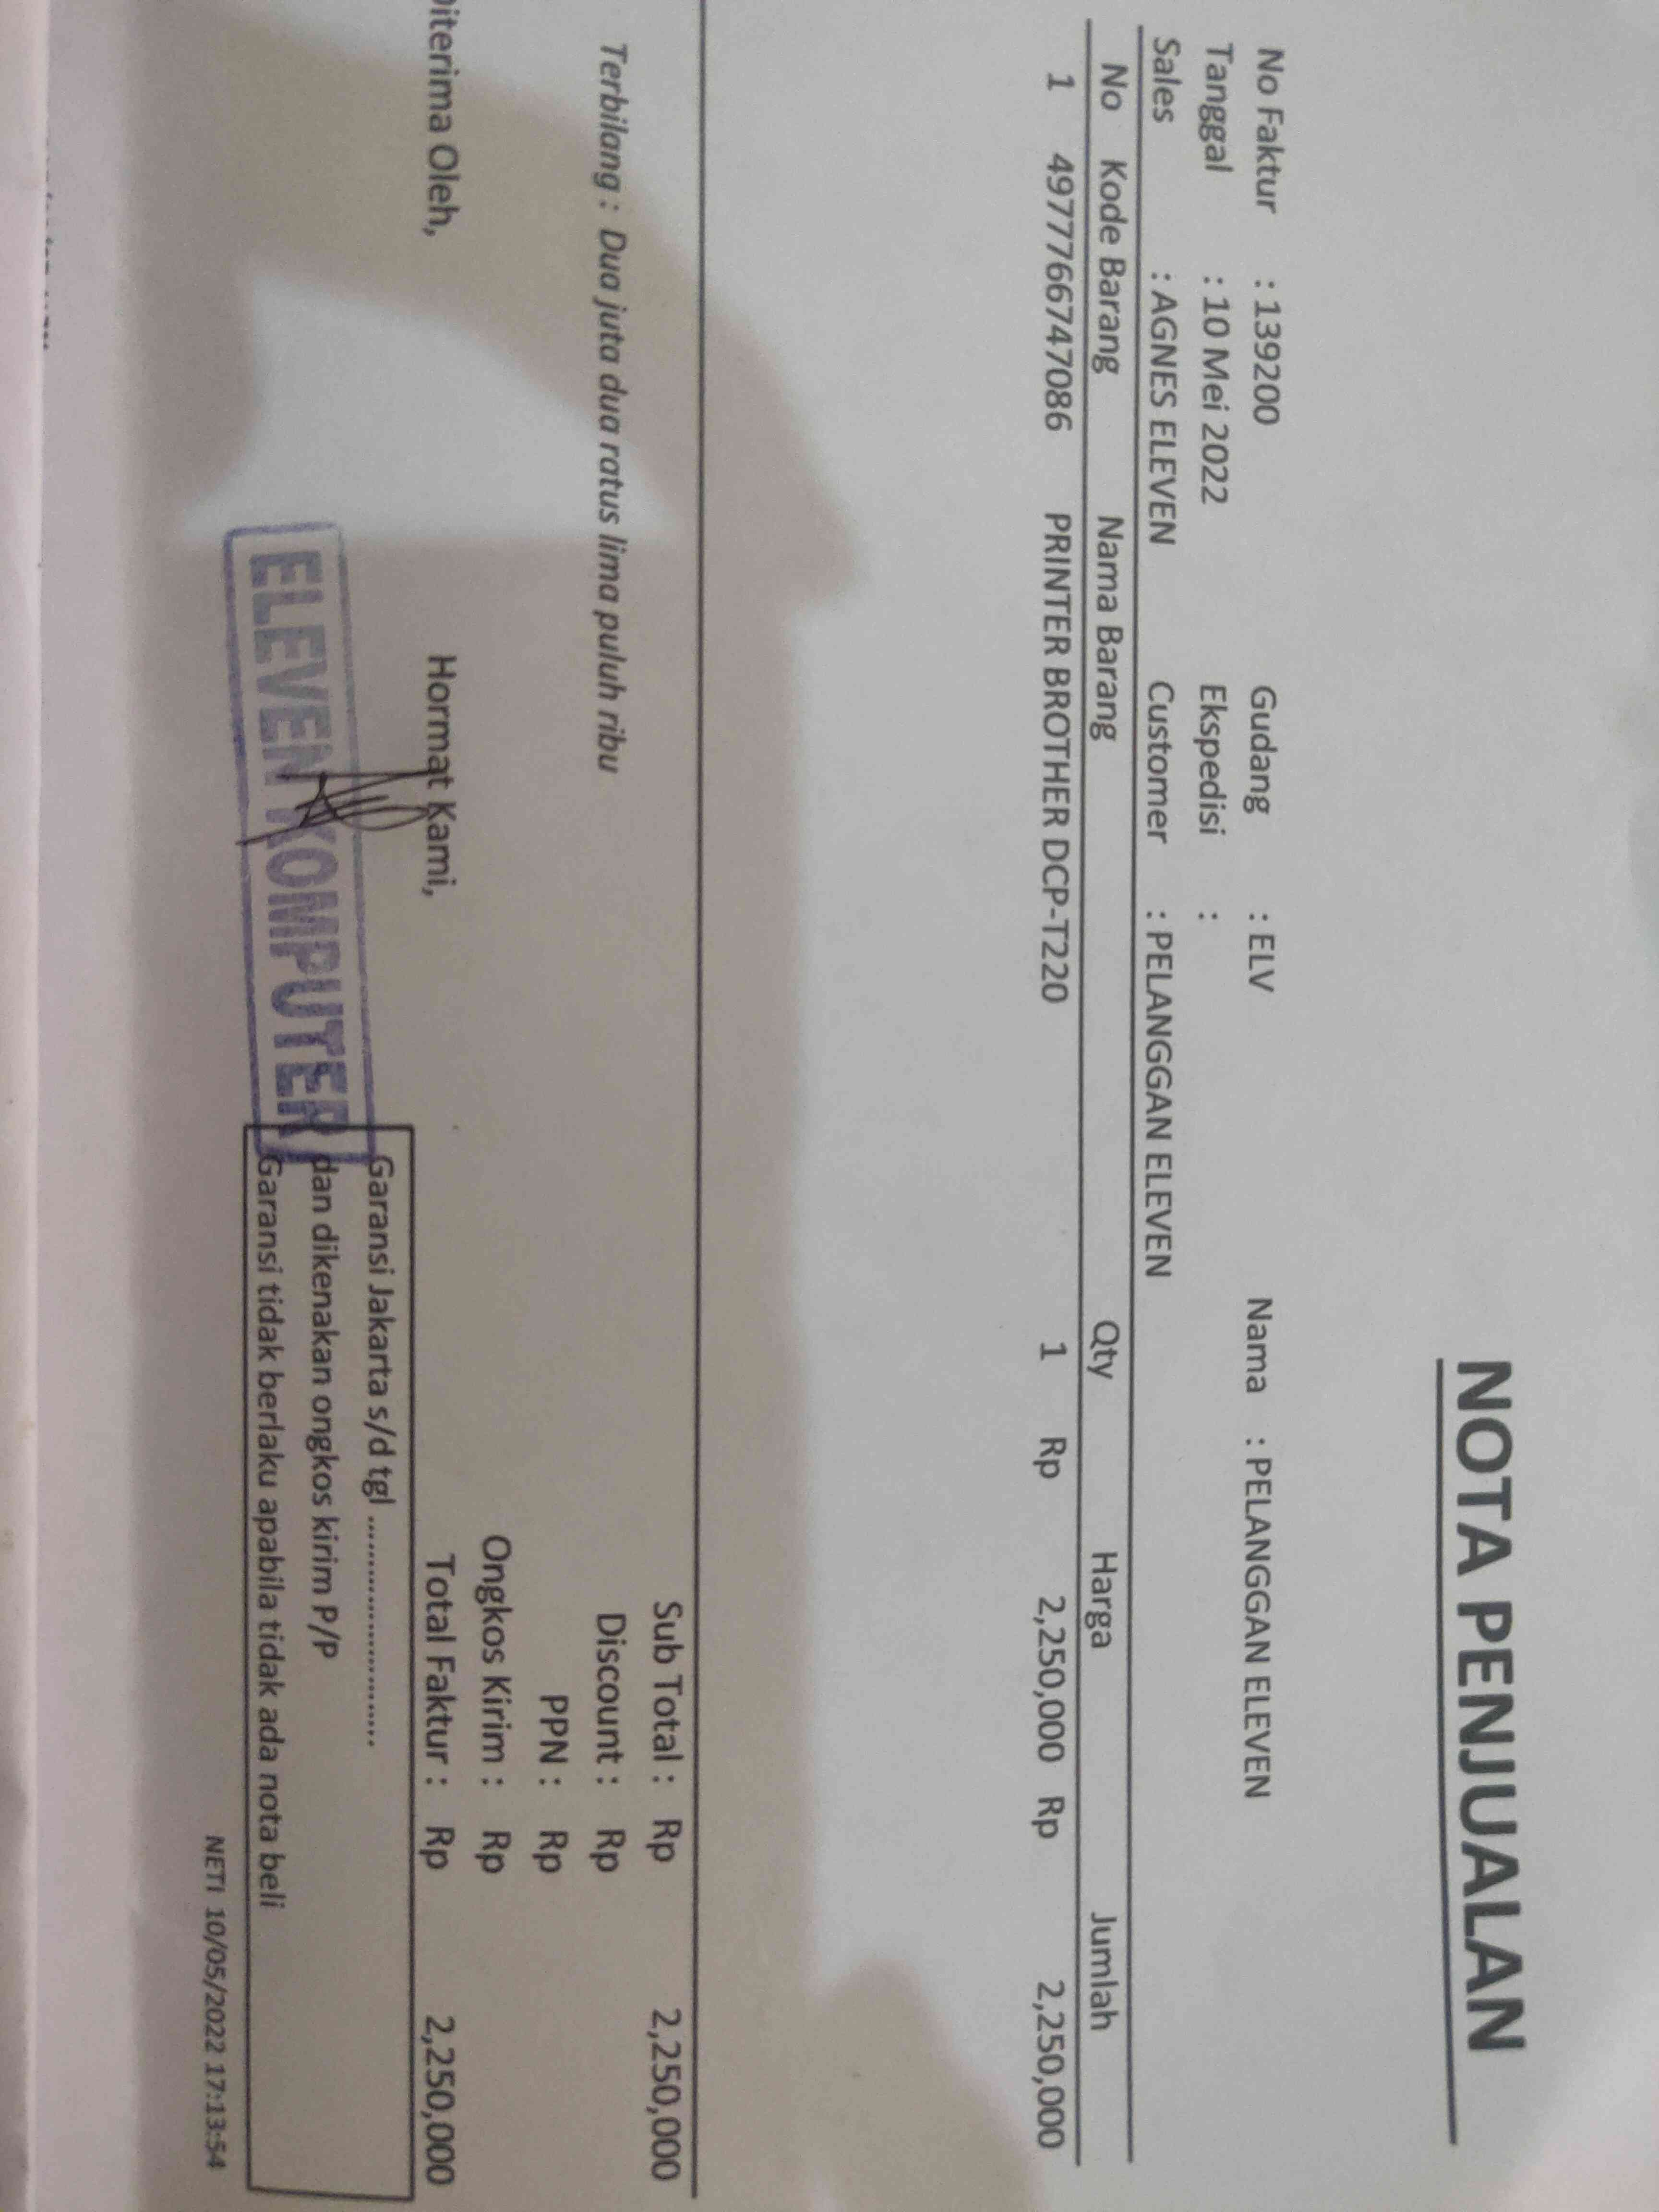 NOTA PENJUALAN
No Faktur : 139200 Gudang : ELV Nama : PELANGGAN ELEVEN
Tanggal : 10 Mei 2022 Ekspedisi :
Sales : AGNES ELEVEN Customer : PELANGGAN ELEVEN
No Kode Barang Nama Barang Qty Harga Jumlah
1 4977766747086 PRINTER BROTHER DCP-T220 1 Rp 2,250,000 Rp 2,250,000
Sub Total : Rp 2,250,000
Terbilang : Dua juta dua ratus lima puluh ribu Discount : Rp
PPN : Rp
Ongkos Kirim : Rp
Diterima Oleh, Hormat Kami, Total Faktur : Rp 2,250,000
ELEVEN KOMPUTER
Garansi Jakarta s/d tgl ..............................
dan dikenakan ongkos kirim P/P
Garansi tidak berlaku apabila tidak ada nota beli
NETI 10/05/2022 17:13:54